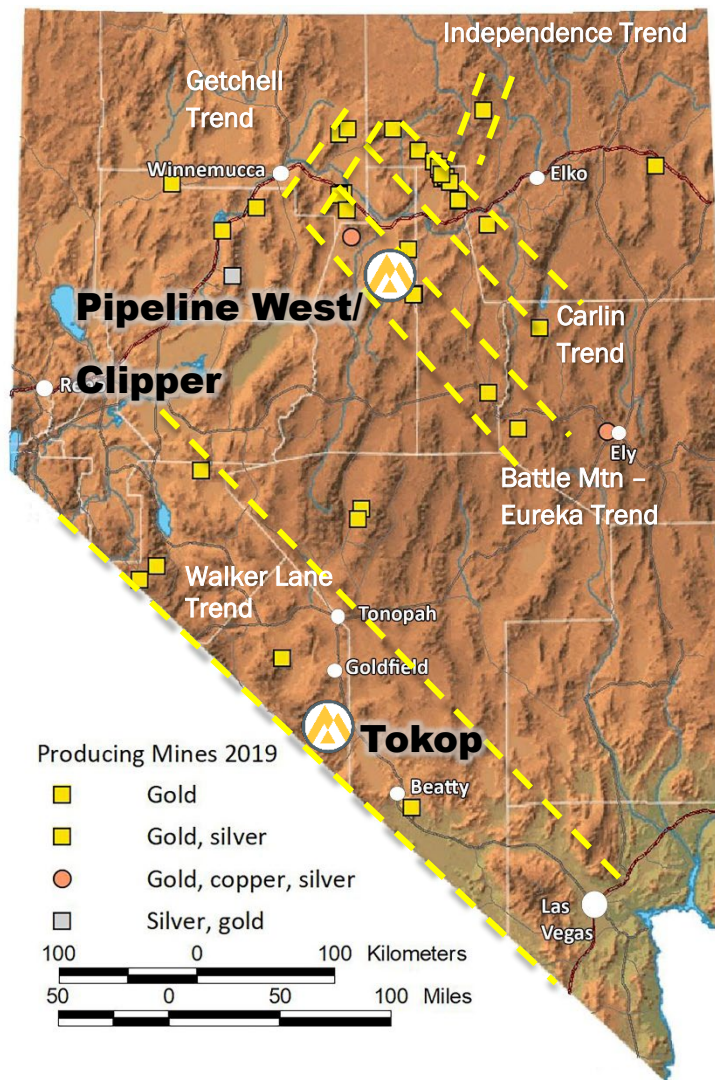 Independence Trend
Getchell
Trend
Winnemucca
Elko
Pipeline West/
Carlin
Trend
Reno
Clipper
Ely
Battle Mtn –
Eureka Trend
Walker Lane
Trend
Tonopah
Goldfield
Tokop
Beatty
Las
Vegas
Producing Mines 2019
Gold
Gold, silver
Gold, copper, silver
Silver, gold
100 0 100 Kilometers
50 0 50 100 Miles